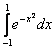 ∫_{-1}^{1} e^{-x^2} dx